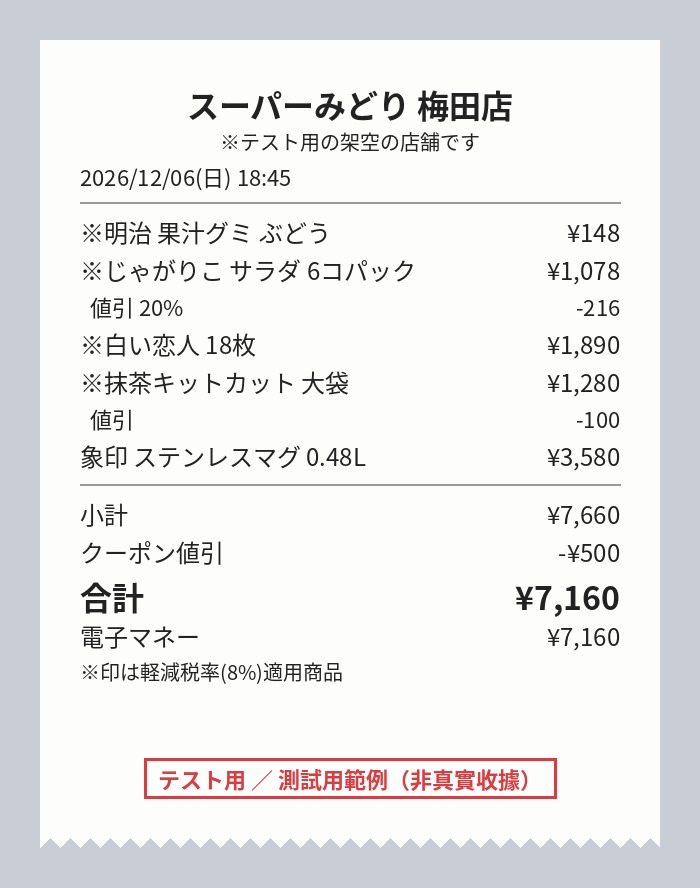 スーパーみどり 梅田店
※テスト用の架空の店舗です
2026/12/06(日) 18:45
※明治 果汁グミ ぶどう ¥148
※じゃがりこ サラダ 6コパック ¥1,078
値引 20% -216
※白い恋人 18枚 ¥1,890
※抹茶キットカット 大袋 ¥1,280
値引 -100
象印 ステンレスマグ 0.48L ¥3,580
小計 ¥7,660
クーポン値引 -¥500
合計 ¥7,160
電子マネー ¥7,160
※印は軽減税率(8%)適用商品
テスト用 ／ 測試用範例（非真實收據）